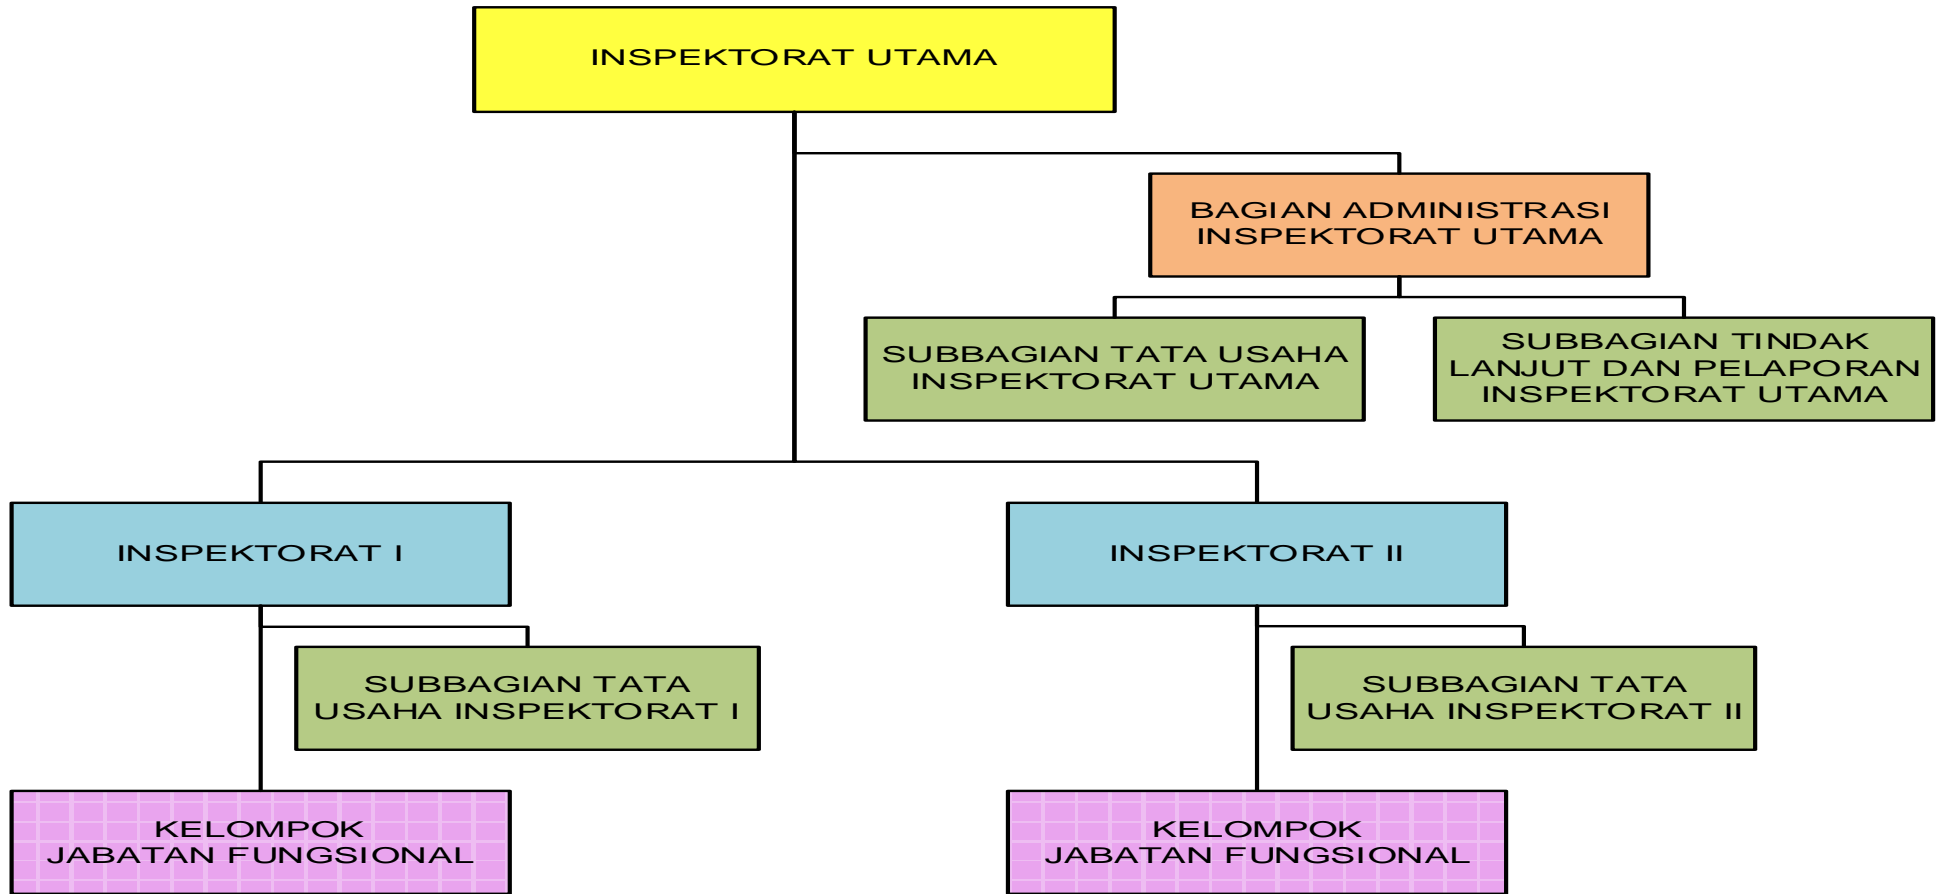 INSPEKTORAT UTAMA
BAGIAN ADMINISTRASI
INSPEKTORAT UTAMA
SUBBAGIAN TATA USAHA
INSPEKTORAT UTAMA
SUBBAGIAN TINDAK
LANJUT DAN PELAPORAN
INSPEKTORAT UTAMA
INSPEKTORAT I
INSPEKTORAT II
SUBBAGIAN TATA
USAHA INSPEKTORAT I
SUBBAGIAN TATA
USAHA INSPEKTORAT II
KELOMPOK
JABATAN FUNGSIONAL
KELOMPOK
JABATAN FUNGSIONAL